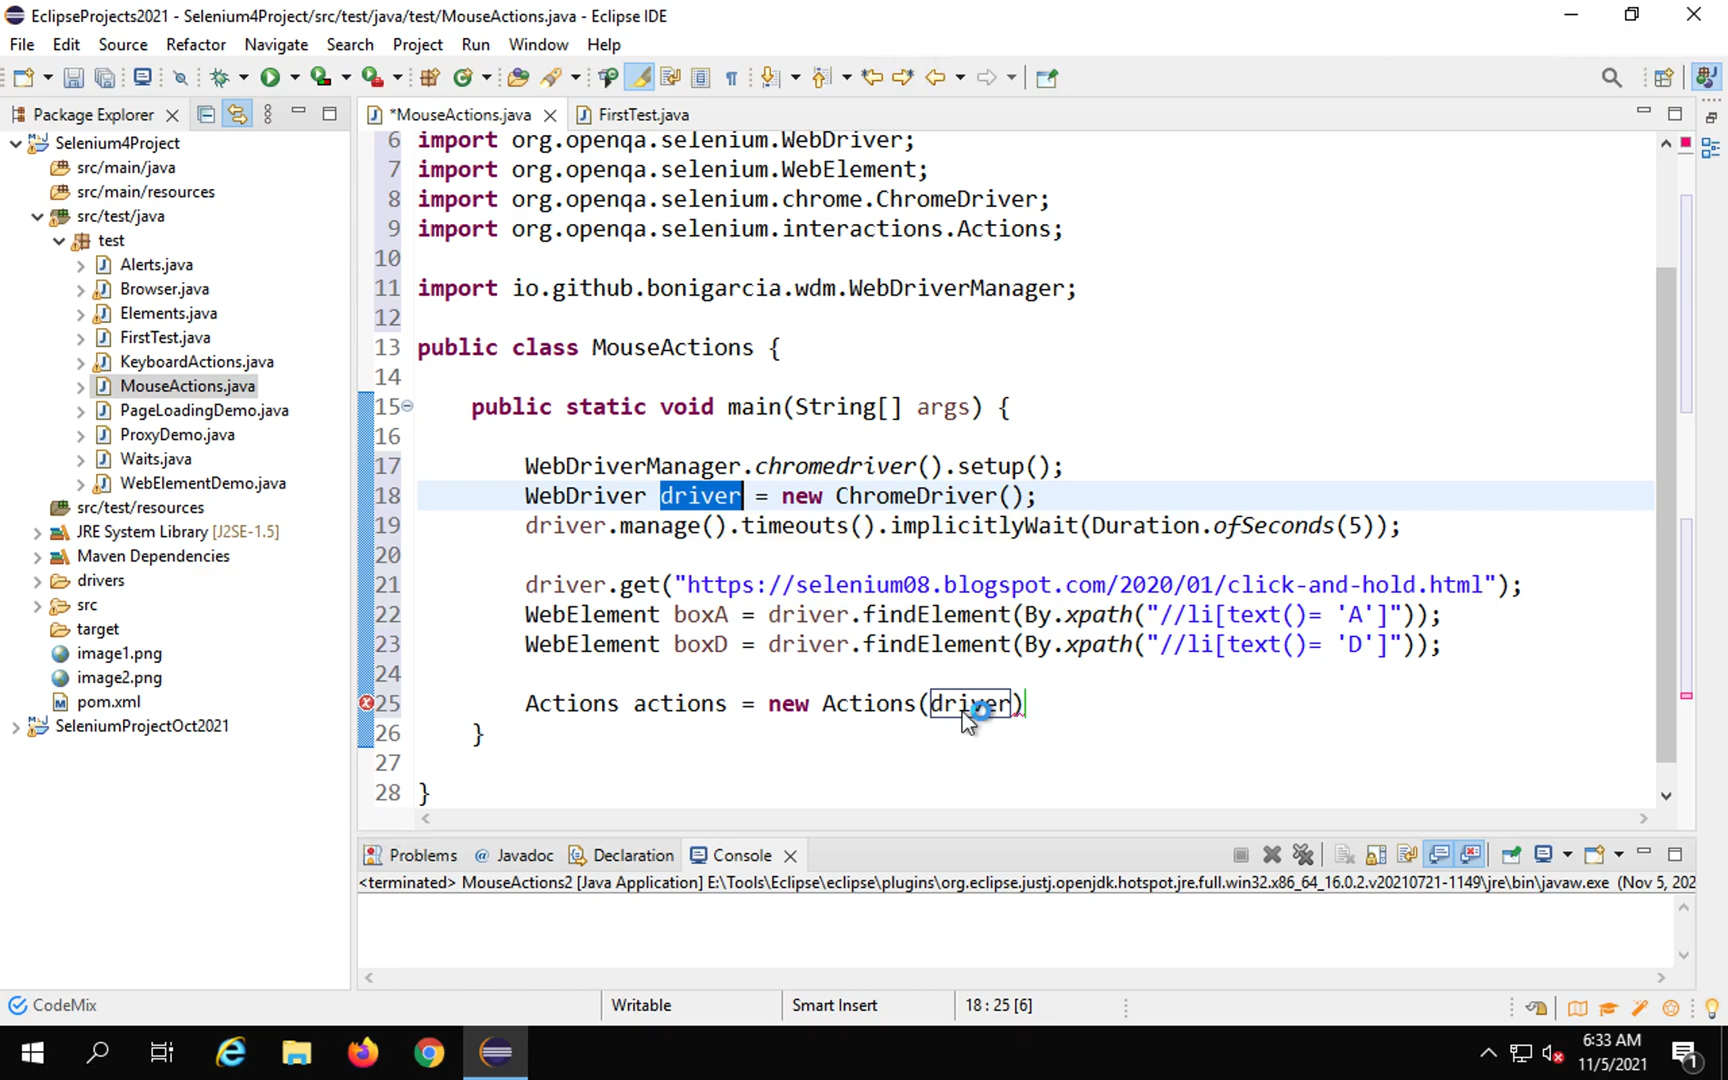 EclipseProjects2021 - Selenium4Project/src/test/java/test/MouseActions.java - Eclipse IDE
File Edit Source Refactor Navigate Search Project Run Window Help
Package Explorer
*MouseActions.java
FirstTest.java
Selenium4Project
src/main/java
src/main/resources
src/test/java
test
Alerts.java
Browser.java
Elements.java
FirstTest.java
KeyboardActions.java
MouseActions.java
PageLoadingDemo.java
ProxyDemo.java
Waits.java
WebElementDemo.java
src/test/resources
JRE System Library [J2SE-1.5]
Maven Dependencies
drivers
src
target
image1.png
image2.png
pom.xml
SeleniumProjectOct2021
6 import org.openqa.selenium.WebDriver;
7 import org.openqa.selenium.WebElement;
8 import org.openqa.selenium.chrome.ChromeDriver;
9 import org.openqa.selenium.interactions.Actions;
10
11 import io.github.bonigarcia.wdm.WebDriverManager;
12
13 public class MouseActions {
14
15 public static void main(String[] args) {
16
17 WebDriverManager.chromedriver().setup();
18 WebDriver driver = new ChromeDriver();
19 driver.manage().timeouts().implicitlyWait(Duration.ofSeconds(5));
20
21 driver.get("https://selenium08.blogspot.com/2020/01/click-and-hold.html");
22 WebElement boxA = driver.findElement(By.xpath("//li[text()= 'A']"));
23 WebElement boxD = driver.findElement(By.xpath("//li[text()= 'D']"));
24
25 Actions actions = new Actions(driver)
26 }
27
28 }
Problems @ Javadoc Declaration Console
<terminated> MouseActions2 [Java Application] E:\Tools\Eclipse\eclipse\plugins\org.eclipse.justj.openjdk.hotspot.jre.full.win32.x86_64_16.0.2.v20210721-1149\jre\bin\javaw.exe (Nov 5, 202
CodeMix
Writable
Smart Insert
18 : 25 [6]
6:33 AM
11/5/2021
1